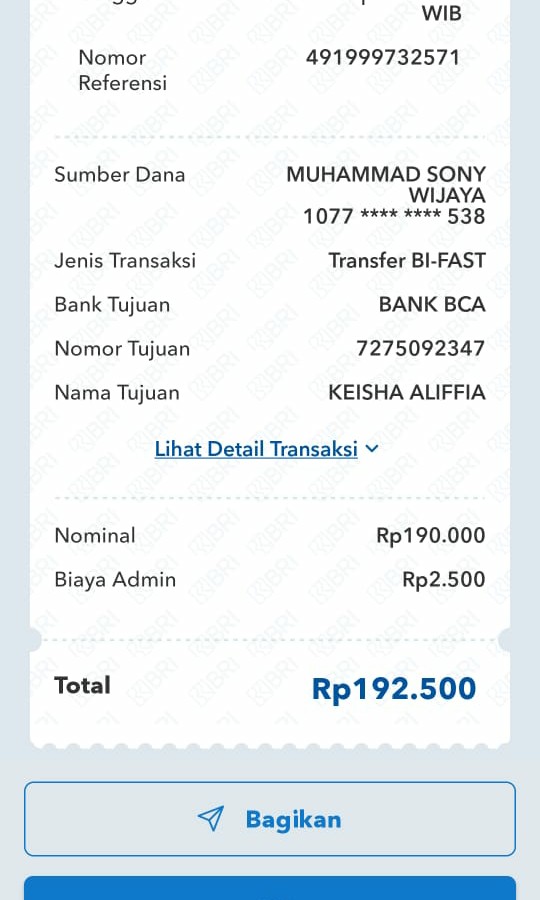 WIB
Nomor 491999732571
Referensi
Sumber Dana MUHAMMAD SONY
WIJAYA
1077 **** **** 538
Jenis Transaksi Transfer BI-FAST
Bank Tujuan BANK BCA
Nomor Tujuan 7275092347
Nama Tujuan KEISHA ALIFFIA
Lihat Detail Transaksi
Nominal Rp190.000
Biaya Admin Rp2.500
Total Rp192.500
Bagikan